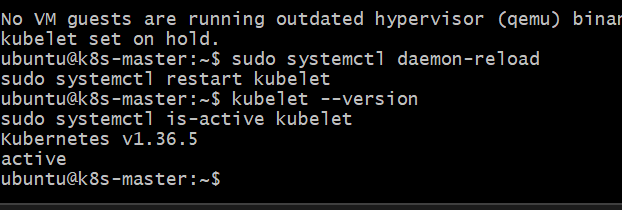 No VM guests are running outdated hypervisor (qemu)
kubelet set on hold.
ubuntu@k8s-master:~$ sudo systemctl daemon-reload
sudo systemctl restart kubelet
ubuntu@k8s-master:~$ kubelet --version
sudo systemctl is-active kubelet
Kubernetes v1.36.5
active
ubuntu@k8s-master:~$